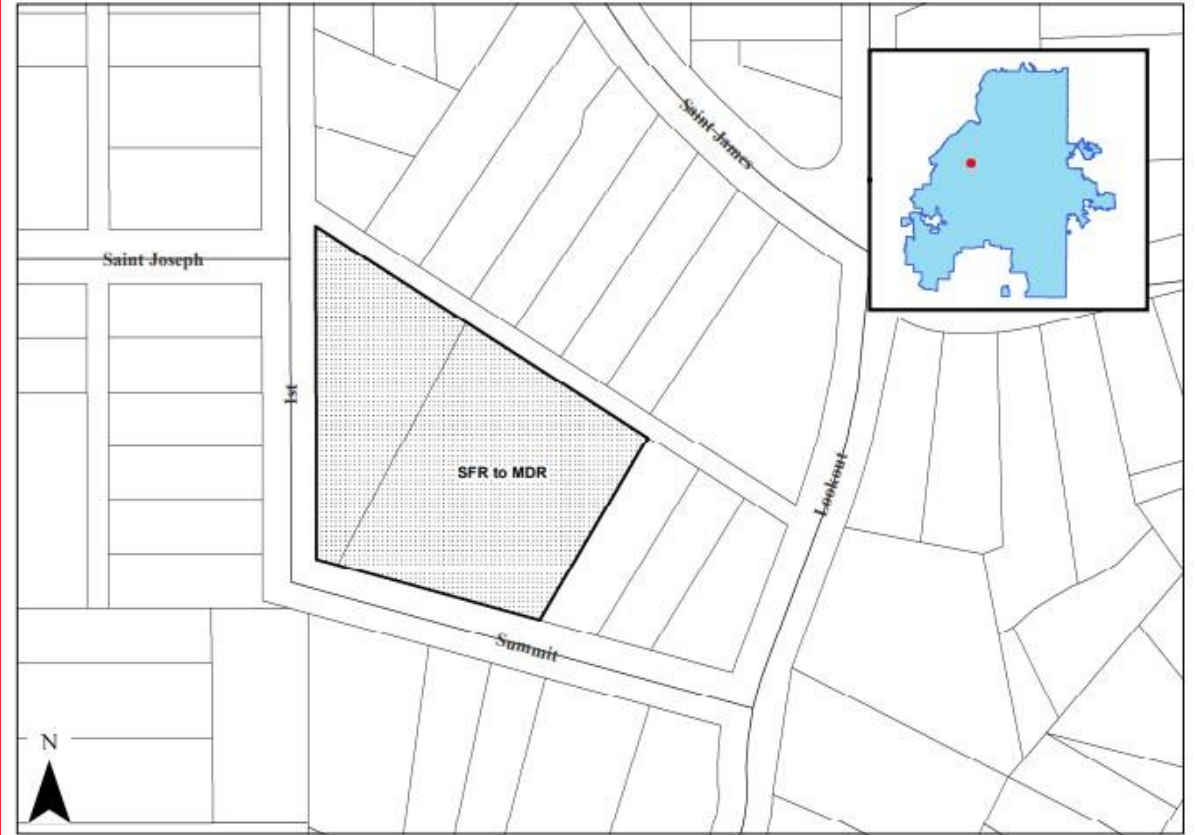 Saint James
Saint Joseph
1st
SFR to MDR
Lookout
Summit
N